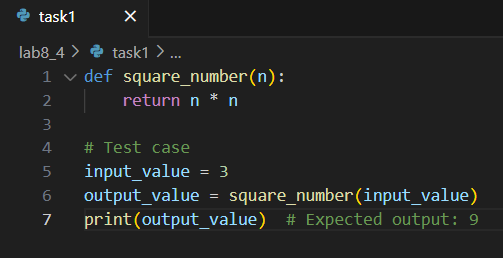 task1
lab8_4 > task1 > ...
1 def square_number(n):
2     return n * n
3
4 # Test case
5 input_value = 3
6 output_value = square_number(input_value)
7 print(output_value)  # Expected output: 9